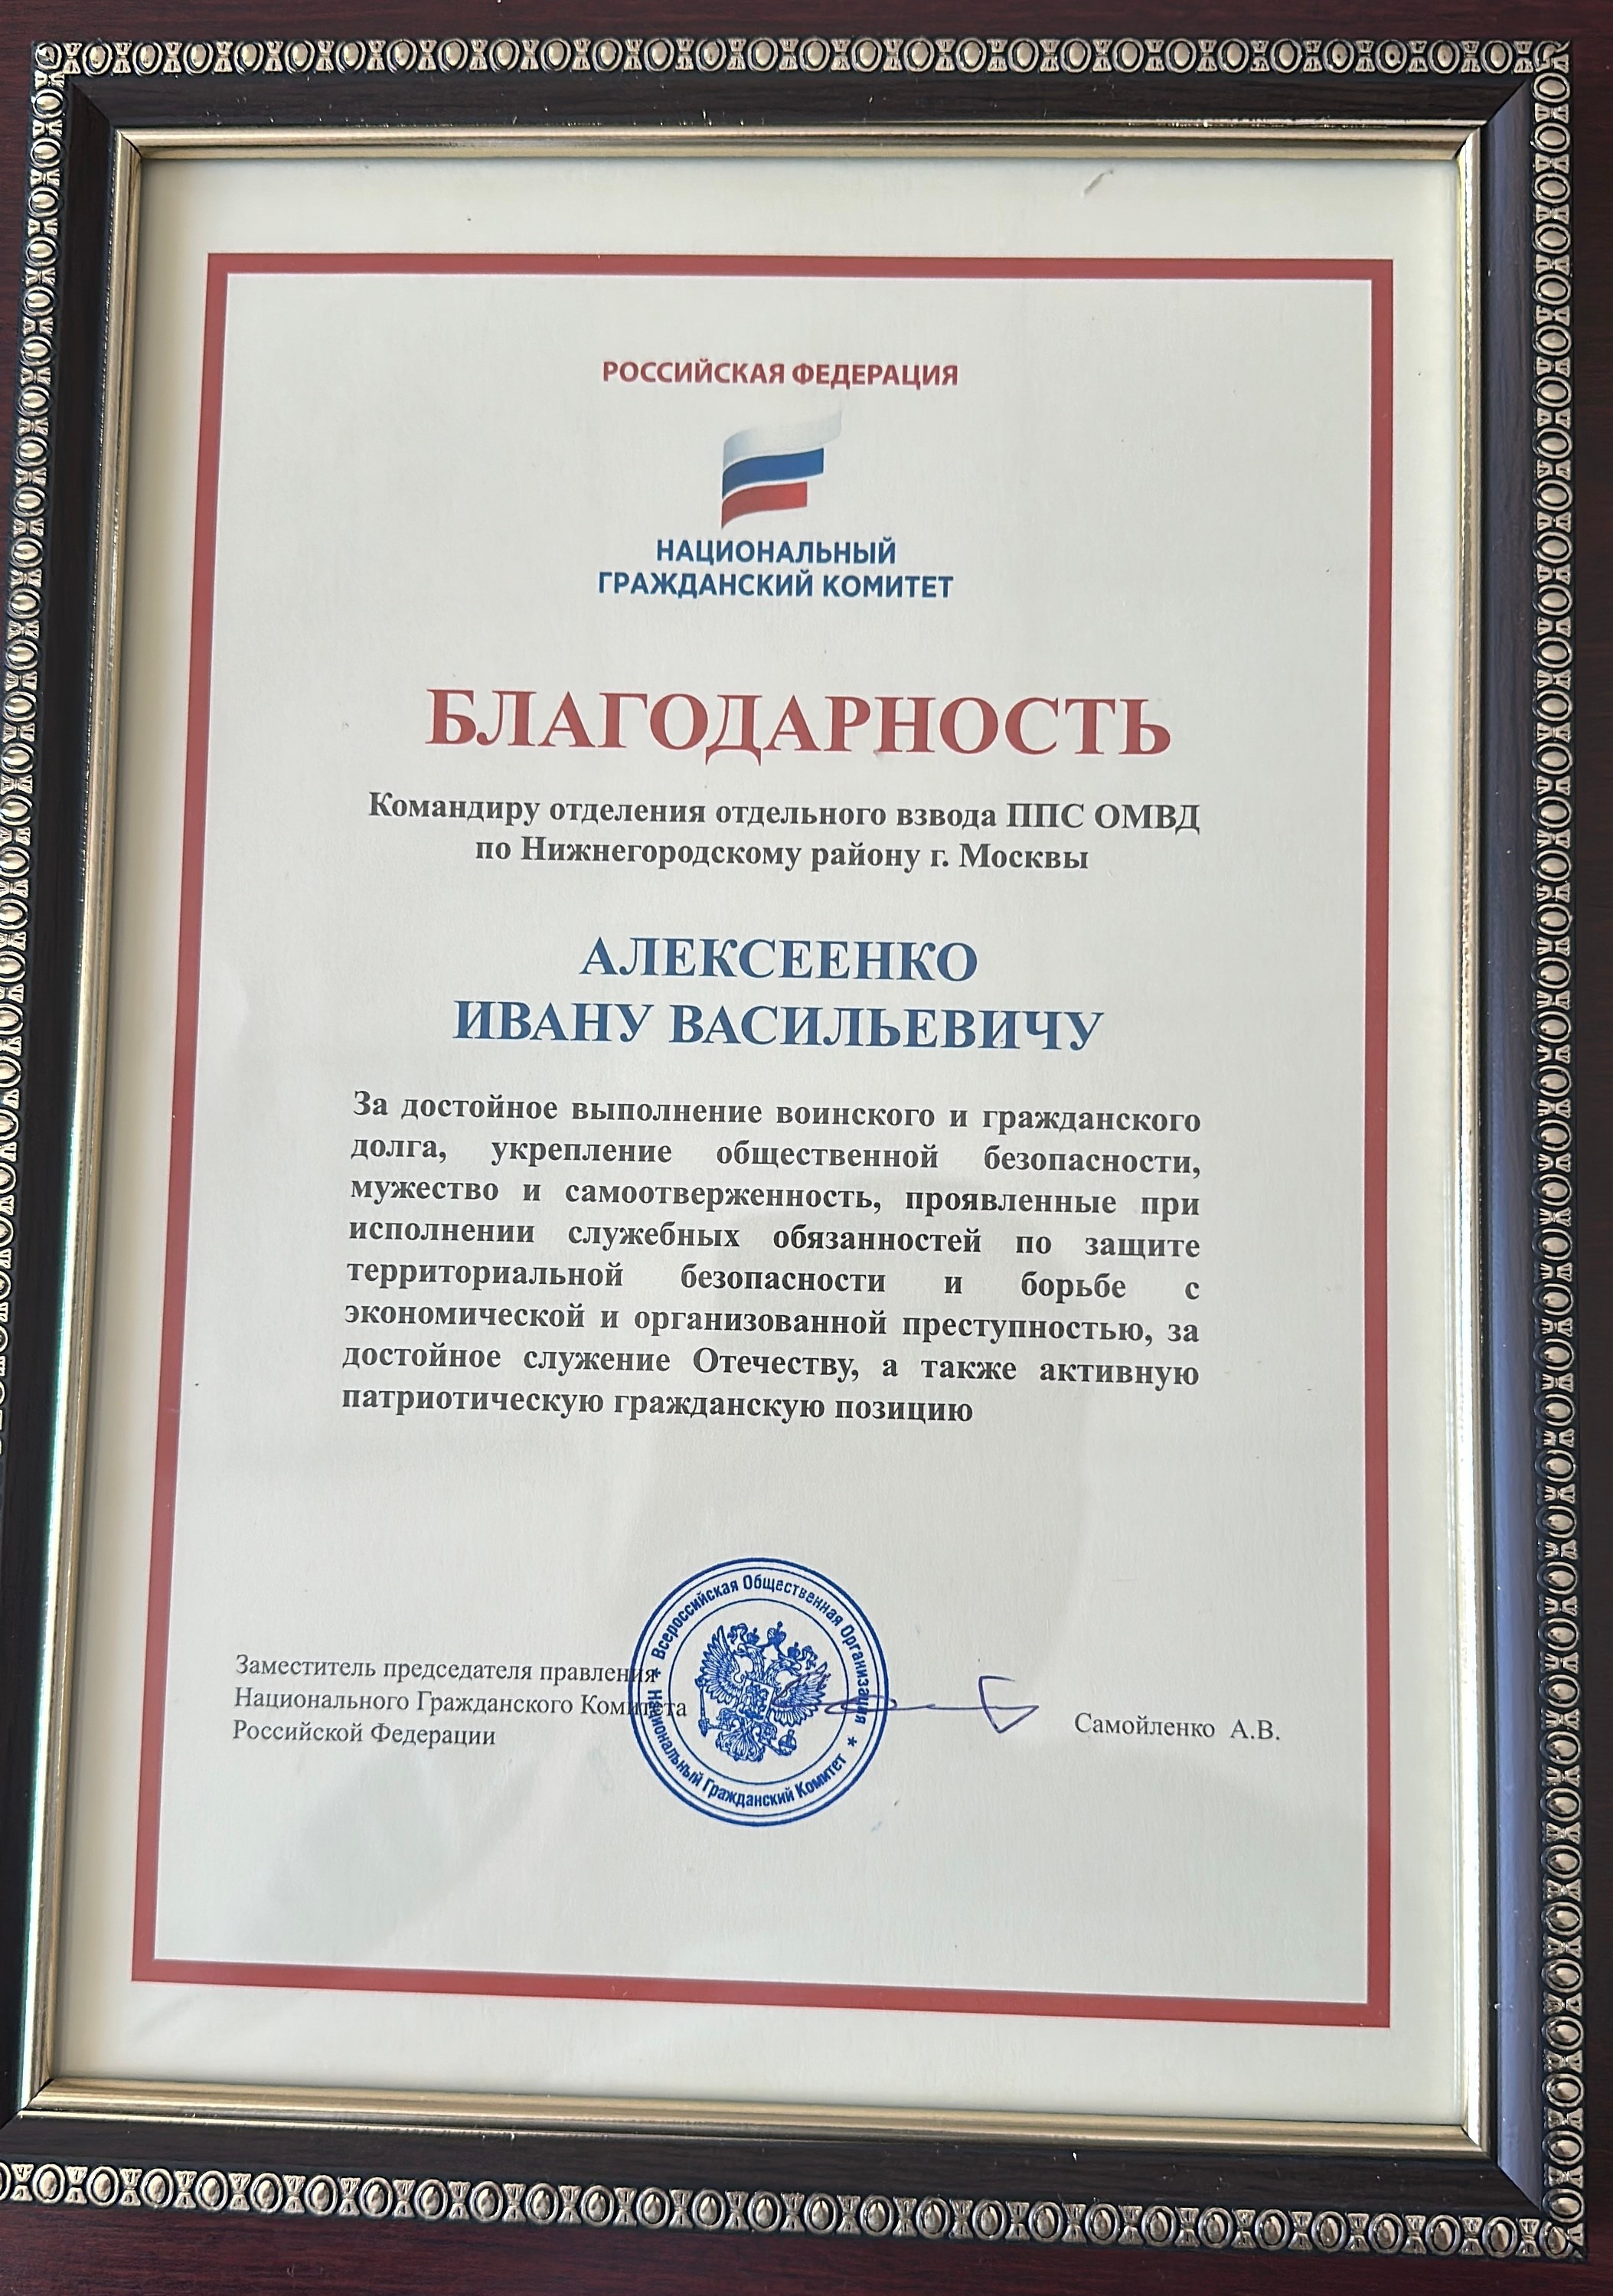 РОССИЙСКАЯ ФЕДЕРАЦИЯ
НАЦИОНАЛЬНЫЙ
ГРАЖДАНСКИЙ КОМИТЕТ
БЛАГОДАРНОСТЬ
Командиру отделения отдельного взвода ППС ОМВД
по Нижнегородскому району г. Москвы
АЛЕКСЕЕНКО
ИВАНУ ВАСИЛЬЕВИЧУ
За достойное выполнение воинского и гражданского
долга, укрепление общественной безопасности,
мужество и самоотверженность, проявленные при
исполнении служебных обязанностей по защите
территориальной безопасности и борьбе с
экономической и организованной преступностью, за
достойное служение Отечеству, а также активную
патриотическую гражданскую позицию
Заместитель председателя правления
Национального Гражданского Комитета
Российской Федерации
Всероссийская Общественная Организация
Национальный Гражданский Комитет
Самойленко А.В.